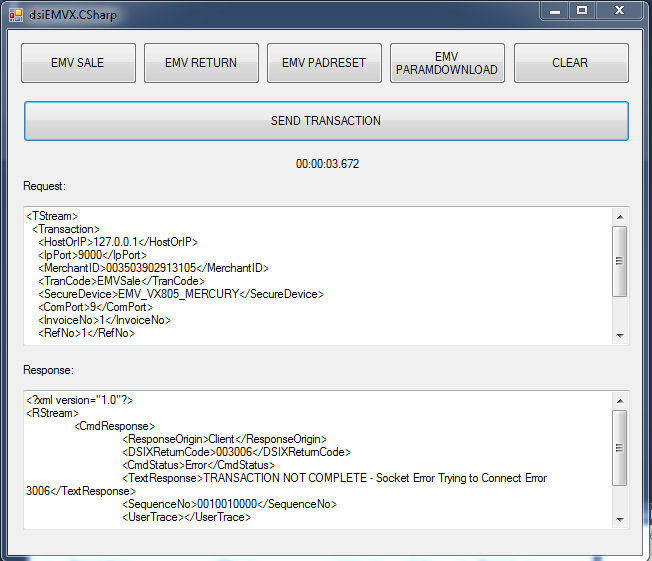 dsiEMVX.CSharp
EMV SALE
EMV RETURN
EMV PADRESET
EMV
PARAMDOWNLOAD
CLEAR
SEND TRANSACTION
00:00:03.672
Request:
<TStream>
<Transaction>
<HostOrIP>127.0.0.1</HostOrIP>
<IpPort>9000</IpPort>
<MerchantID>003503902913105</MerchantID>
<TranCode>EMVSale</TranCode>
<SecureDevice>EMV_VX805_MERCURY</SecureDevice>
<ComPort>9</ComPort>
<InvoiceNo>1</InvoiceNo>
<RefNo>1</RefNo>
Response:
<?xml version="1.0"?>
<RStream>
<CmdResponse>
<ResponseOrigin>Client</ResponseOrigin>
<DSIXReturnCode>003006</DSIXReturnCode>
<CmdStatus>Error</CmdStatus>
<TextResponse>TRANSACTION NOT COMPLETE - Socket Error Trying to Connect Error
3006</TextResponse>
<SequenceNo>0010010000</SequenceNo>
<UserTrace></UserTrace>